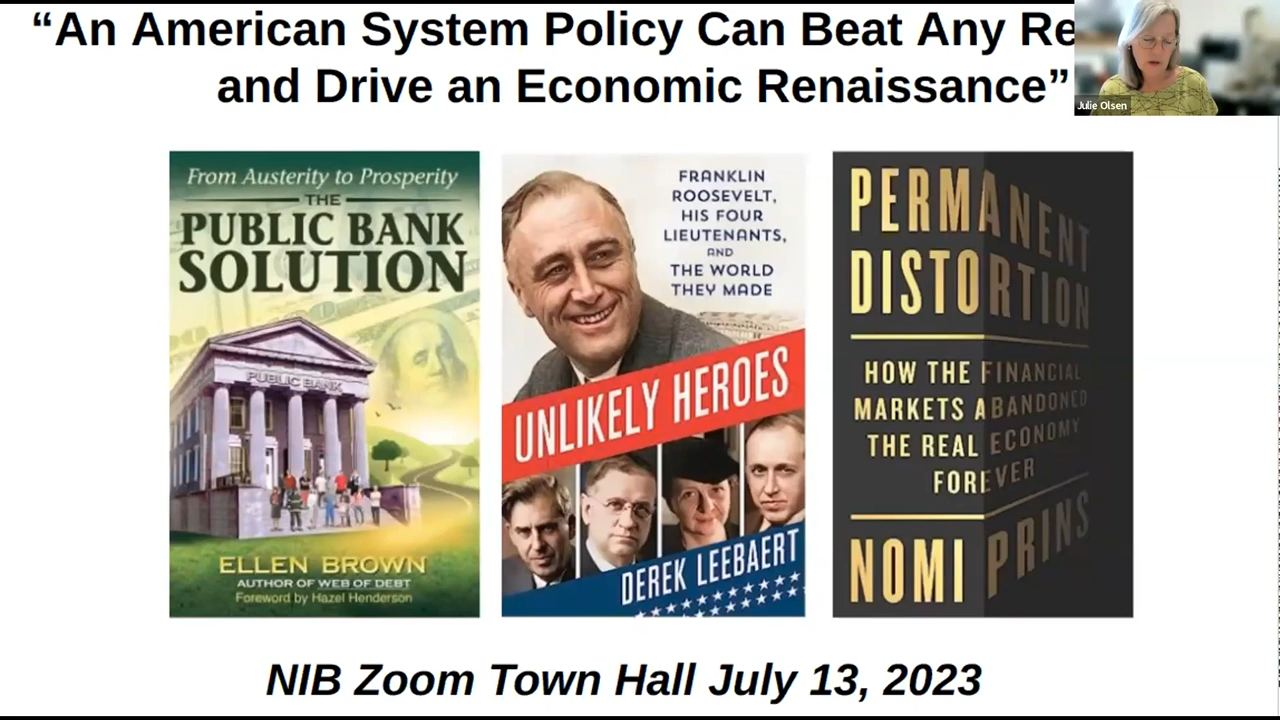 “An American System Policy Can Beat Any Re
and Drive an Economic Renaissance”
Julie Olsen
From Austerity to Prosperity
THE
PUBLIC BANK
SOLUTION
PUBLIC BANK
ELLEN BROWN
AUTHOR OF WEB OF DEBT
Foreword by Hazel Henderson
FRANKLIN
ROOSEVELT,
HIS FOUR
LIEUTENANTS,
AND
THE WORLD
THEY MADE
UNLIKELY HEROES
DEREK LEEBAERT
PERMANENT
DISTORTION
HOW THE FINANCIAL
MARKETS ABANDONED
THE REAL ECONOMY
FOREVER
NOMI PRINS
NIB Zoom Town Hall July 13, 2023